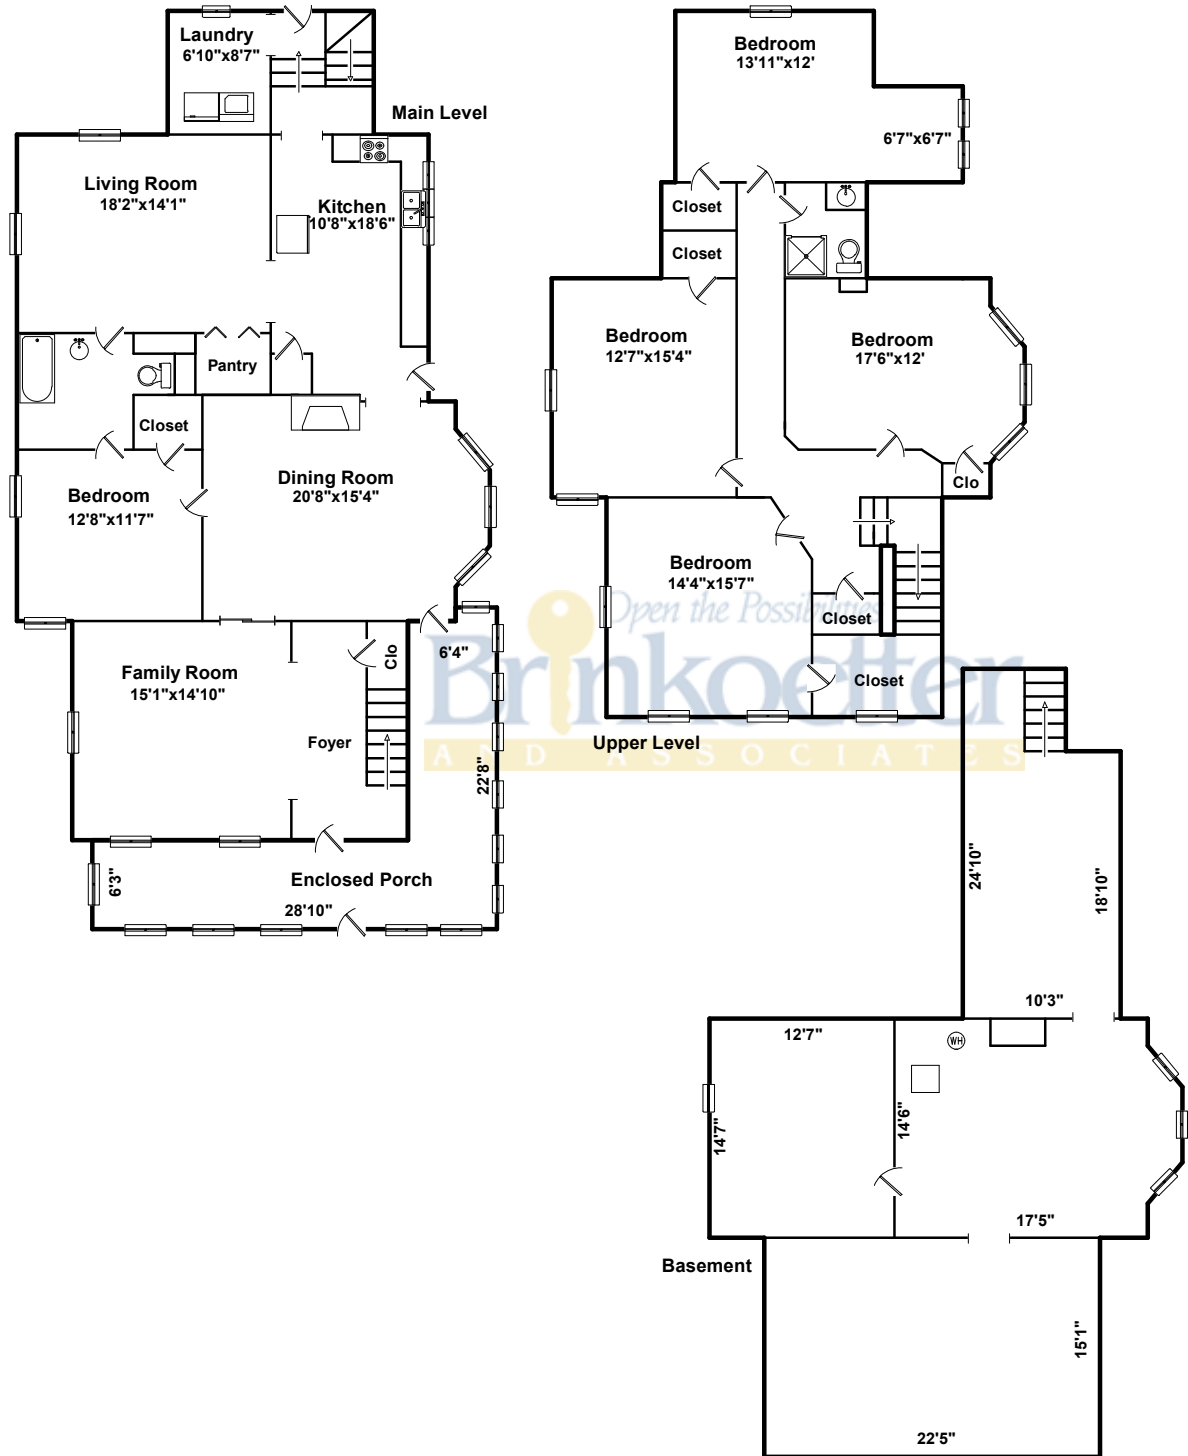 Laundry
6'10"x8'7"
Main Level
Living Room
18'2"x14'1"
Kitchen
10'8"x18'6"
Pantry
Closet
Bedroom
12'8"x11'7"
Dining Room
20'8"x15'4"
Family Room
15'1"x14'10"
Clo
Foyer
6'4"
22'8"
6'3"
Enclosed Porch
28'10"
Bedroom
13'11"x12'
6'7"x6'7"
Closet
Closet
Bedroom
12'7"x15'4"
Bedroom
17'6"x12'
Clo
Bedroom
14'4"x15'7"
Closet
Closet
Upper Level
Open the Possibilities
Brinkoetter
AND ASSOCIATES
24'10"
18'10"
10'3"
12'7"
WH
14'7"
14'6"
17'5"
Basement
15'1"
22'5"